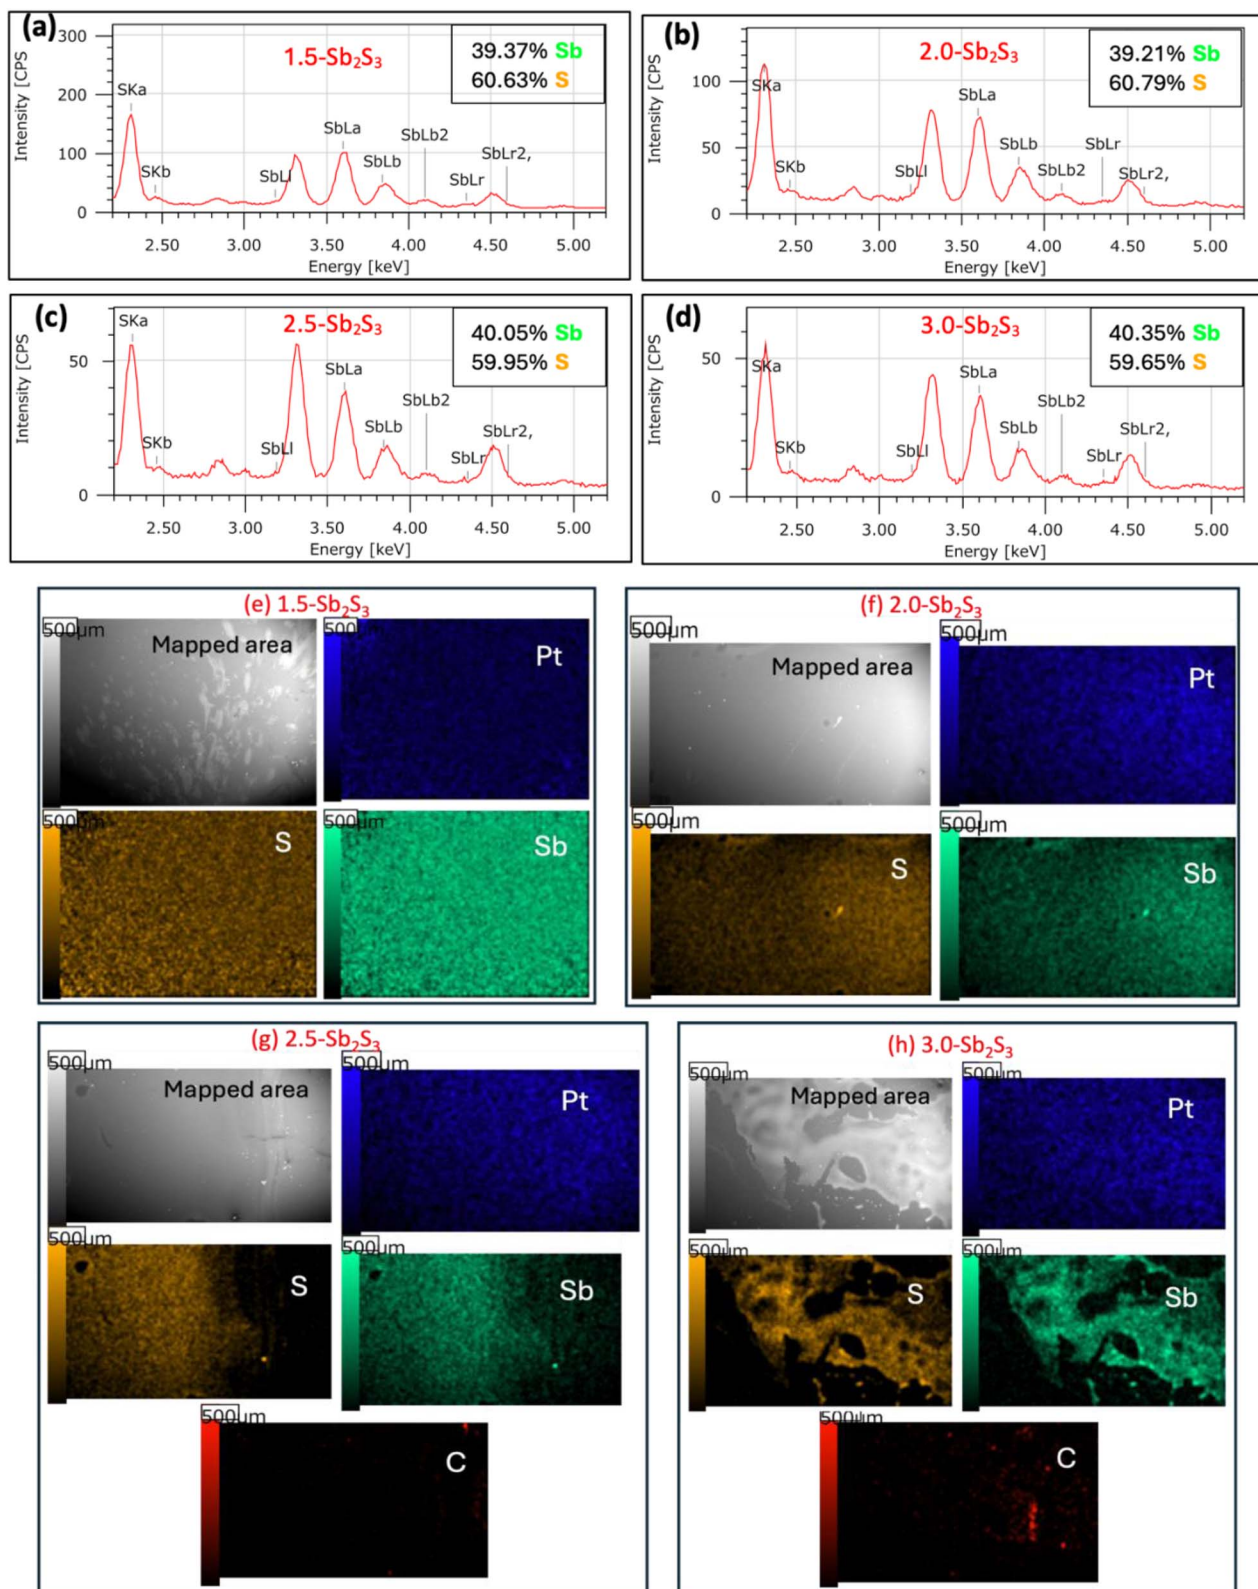 (a)
1.5-Sb₂S₃
39.37% Sb
60.63% S
Intensity [CPS
300
200
100
0
SKa
SKb
SbLl
SbLa
SbLb
SbLb2
SbLr
SbLr2,
2.50 3.00 3.50 4.00 4.50 5.00
Energy [keV]
(b)
2.0-Sb₂S₃
39.21% Sb
60.79% S
Intensity [CPS
100
50
0
SKa
SKb
SbLl
SbLa
SbLb
SbLb2
SbLr
SbLr2,
2.50 3.00 3.50 4.00 4.50 5.00
Energy [keV]
(c)
2.5-Sb₂S₃
40.05% Sb
59.95% S
Intensity [CPS
50
0
SKa
SKb
SbLl
SbLa
SbLb
SbLb2
SbLr
SbLr2,
2.50 3.00 3.50 4.00 4.50 5.00
Energy [keV]
(d)
3.0-Sb₂S₃
40.35% Sb
59.65% S
Intensity [CPS
50
0
SKa
SKb
SbLl
SbLa
SbLb
SbLb2
SbLr
SbLr2,
2.50 3.00 3.50 4.00 4.50 5.00
Energy [keV]
(e) 1.5-Sb₂S₃
500µm
Mapped area
500µm
Pt
500µm
S
500µm
Sb
(f) 2.0-Sb₂S₃
500µm
Mapped area
500µm
Pt
500µm
S
500µm
Sb
(g) 2.5-Sb₂S₃
500µm
Mapped area
500µm
Pt
500µm
S
500µm
Sb
500µm
C
(h) 3.0-Sb₂S₃
500µm
Mapped area
500µm
Pt
500µm
S
500µm
Sb
500µm
C